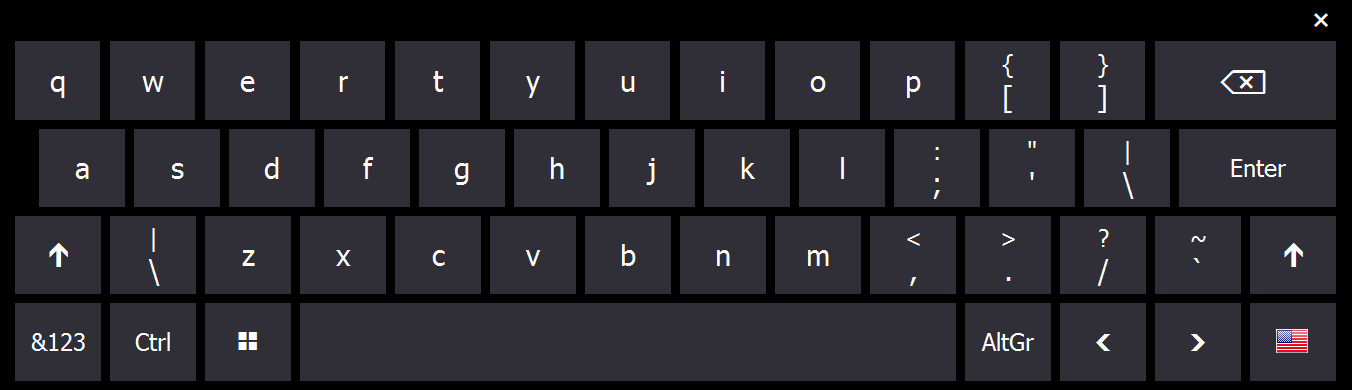 q w e r t y u i o p { [ } ]
a s d f g h j k l : ; " ' | \ Enter
| \ z x c v b n m < , > . ? / ~ `
&123 Ctrl AltGr < >